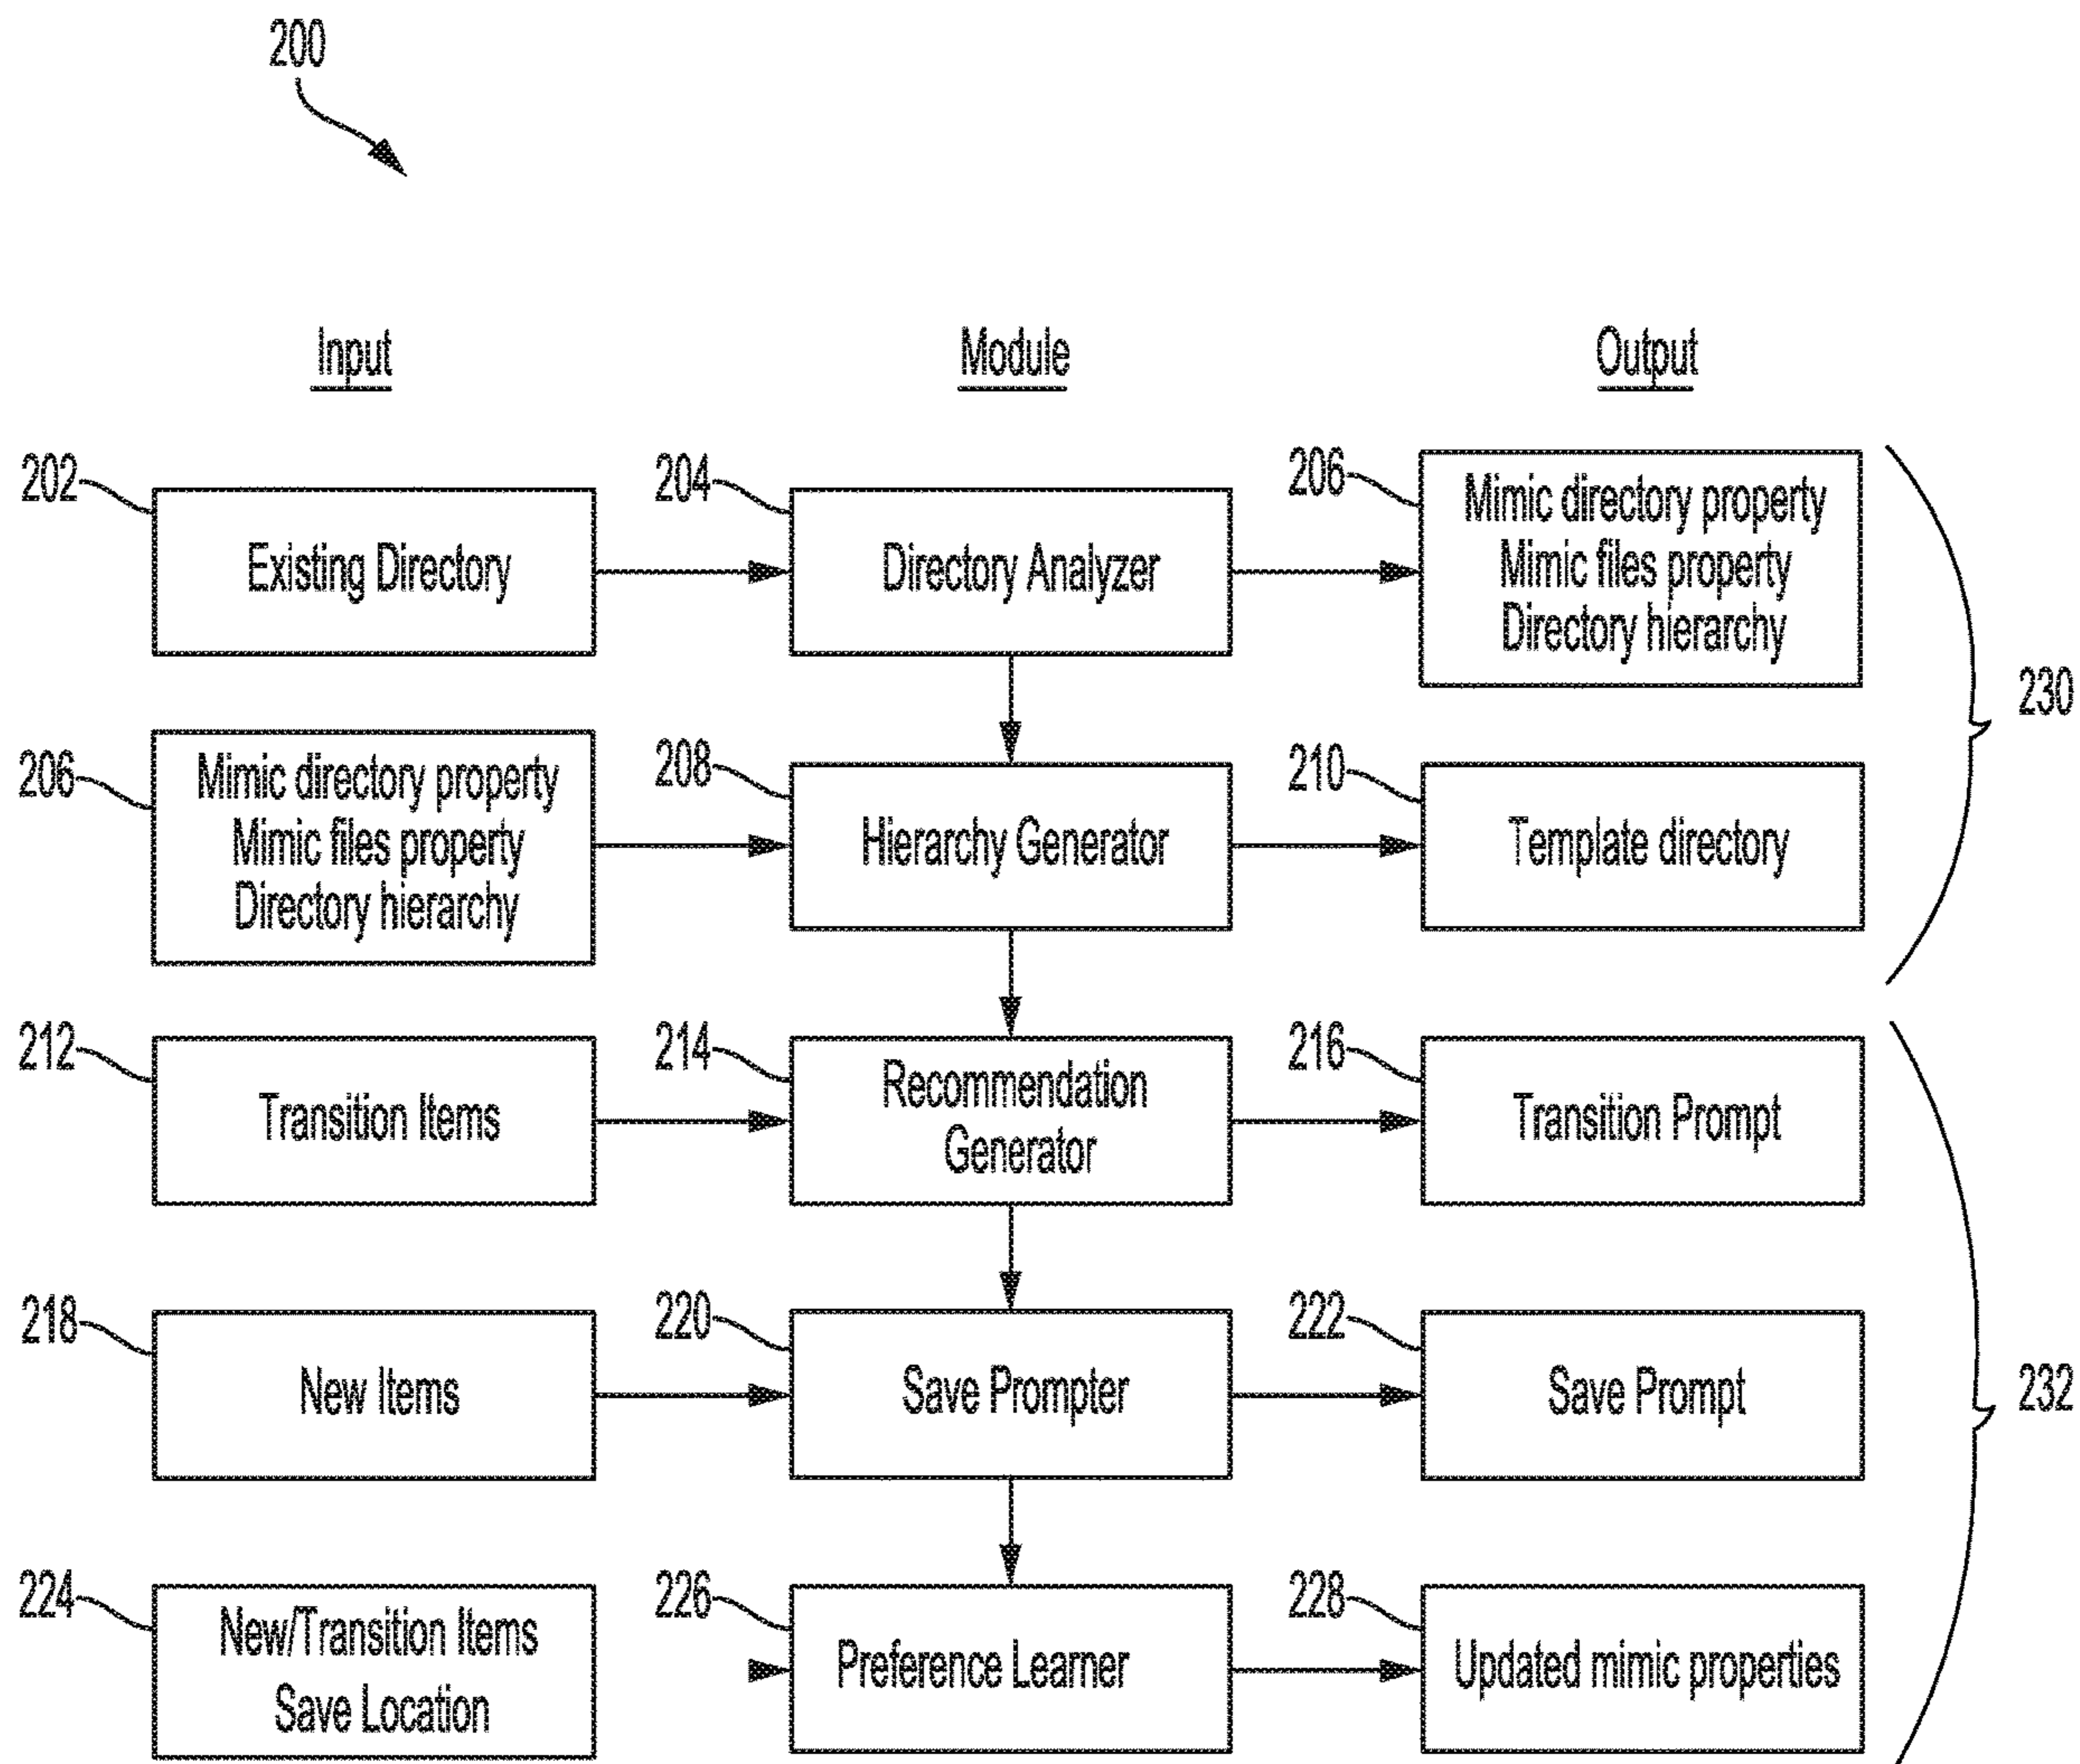 200
Input
Module
Output
202
Existing Directory
204
Directory Analyzer
206
Mimic directory property
Mimic files property
Directory hierarchy
230
206
Mimic directory property
Mimic files property
Directory hierarchy
208
Hierarchy Generator
210
Template directory
212
Transition Items
214
Recommendation
Generator
216
Transition Prompt
218
New Items
220
Save Prompter
222
Save Prompt
232
224
New/Transition Items
Save Location
226
Preference Learner
228
Updated mimic properties